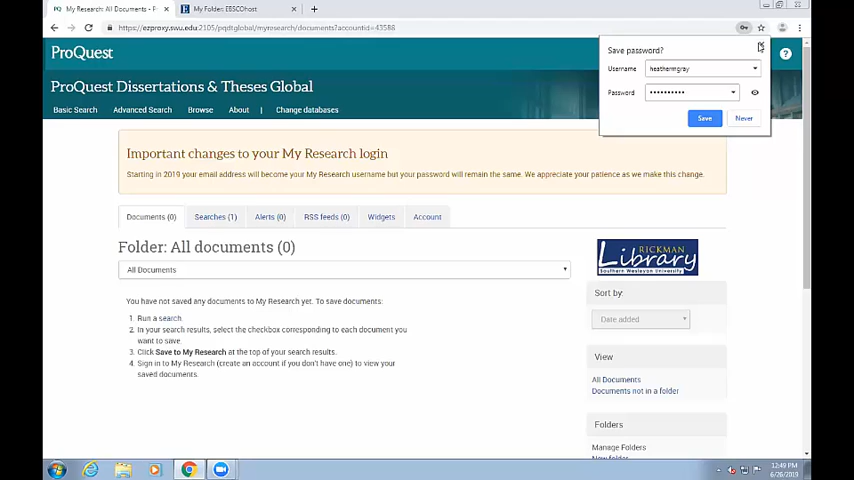 My Research: All Documents - P
My Folder: EBSCOhost
https://ezproxy.swu.edu:2105/pqdtglobal/myresearch/documents?accountid=43588
ProQuest
ProQuest Dissertations & Theses Global
Basic Search Advanced Search Browse About Change databases
Save password?
Username heathermgray
Password ••••••••••
Save Never
Important changes to your My Research login
Starting in 2019 your email address will become your My Research username but your password will remain the same. We appreciate your patience as we make this change.
Documents (0) Searches (1) Alerts (0) RSS feeds (0) Widgets Account
Folder: All documents (0)
All Documents
You have not saved any documents to My Research yet. To save documents:
1. Run a search.
2. In your search results, select the checkbox corresponding to each document you
want to save.
3. Click Save to My Research at the top of your search results.
4. Sign in to My Research (create an account if you don't have one) to view your
saved documents.
RICKMAN
Library
Southern Wesleyan University
Sort by:
Date added
View
All Documents
Documents not in a folder
Folders
Manage Folders
New folder
12:49 PM
6/26/2019